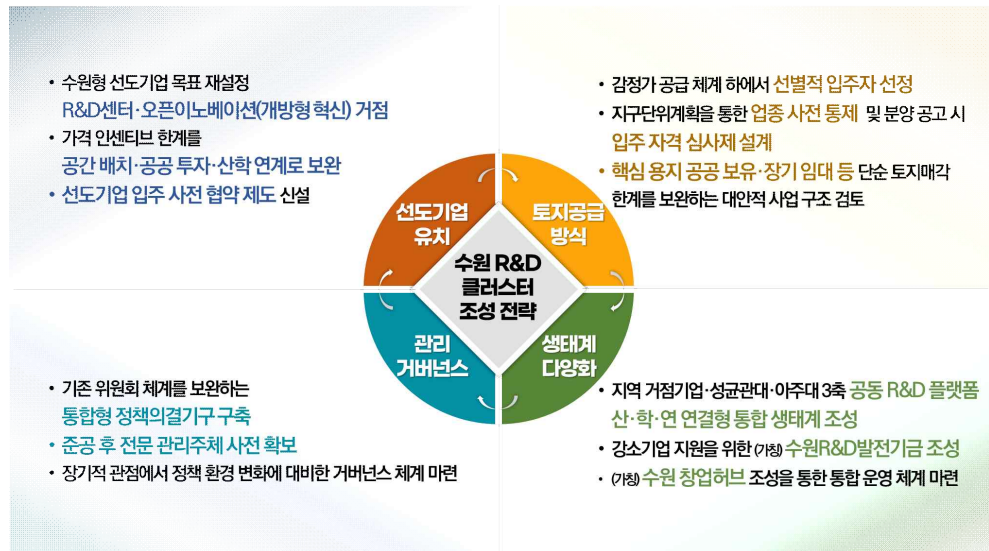 • 수원형 선도기업 목표 재설정
R&D센터·오픈이노베이션(개방형 혁신) 거점
• 가격 인센티브 한계를
공간 배치·공공 투자·산학 연계로 보완
• 선도기업 입주 사전 협약 제도 신설
• 감정가 공급 체계 하에서 선별적 입주자 선정
• 지구단위계획을 통한 업종 사전 통제 및 분양 공고 시
입주 자격 심사제 설계
• 핵심 용지 공공 보유·장기 임대 등 단순 토지매각
한계를 보완하는 대안적 사업 구조 검토
선도기업
유치
토지공급
방식
수원 R&D
클러스터
조성 전략
관리
거버넌스
생태계
다양화
• 기존 위원회 체계를 보완하는
통합형 정책의결기구 구축
• 준공 후 전문 관리주체 사전 확보
• 장기적 관점에서 정책 환경 변화에 대비한 거버넌스 체계 마련
• 지역 거점기업·성균관대·아주대 3축 공동 R&D 플랫폼
산·학·연 연결형 통합 생태계 조성
• 강소기업 지원을 위한 (가칭) 수원R&D발전기금 조성
• (가칭) 수원 창업허브 조성을 통한 통합 운영 체계 마련